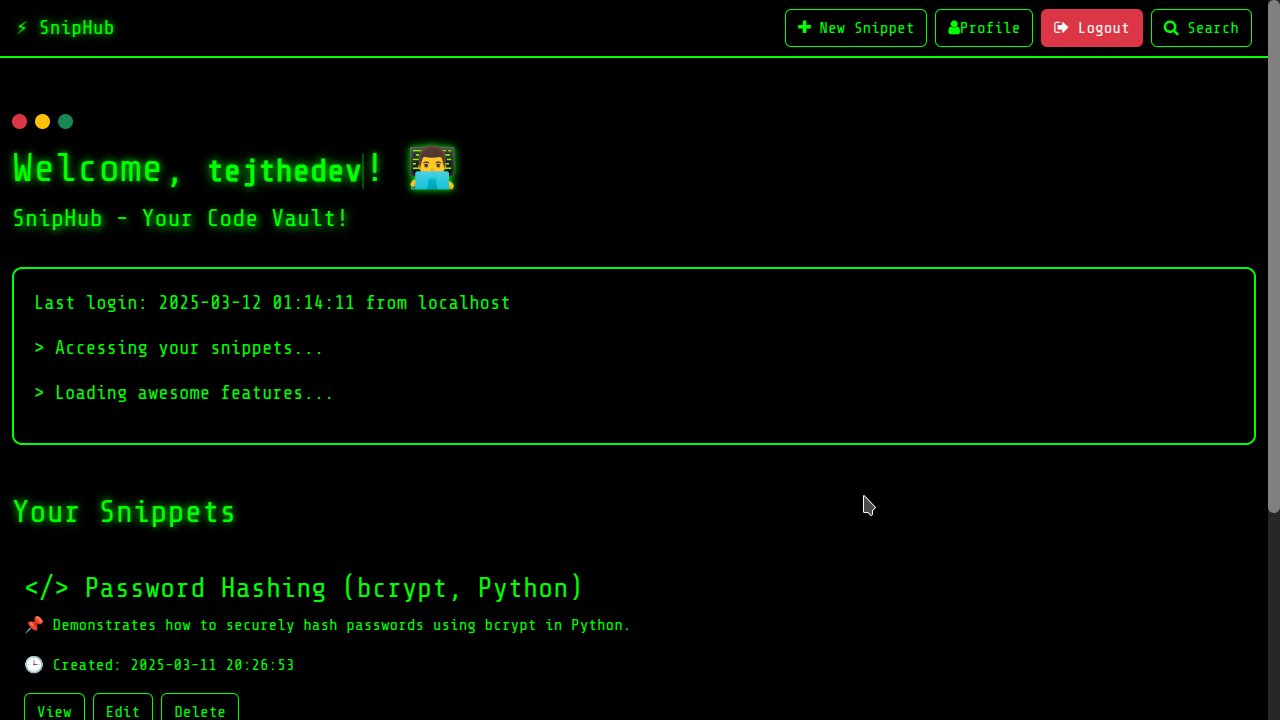 ⚡ SnipHub
New Snippet
Profile
Logout
Search
Welcome, tejthedev! 👨‍💻
SnipHub - Your Code Vault!
Last login: 2025-03-12 01:14:11 from localhost
> Accessing your snippets...
> Loading awesome features...
Your Snippets
</> Password Hashing (bcrypt, Python)
📌 Demonstrates how to securely hash passwords using bcrypt in Python.
🕒 Created: 2025-03-11 20:26:53
View
Edit
Delete